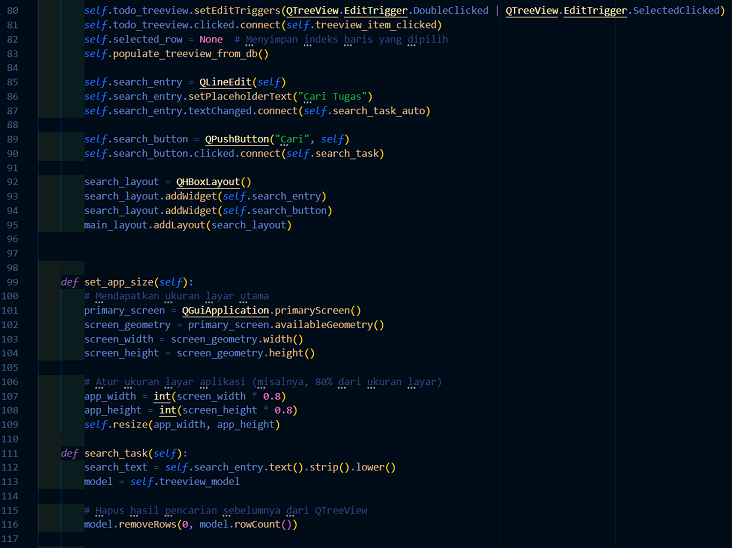 80 self.todo_treeview.setEditTriggers(QTreeView.EditTrigger.DoubleClicked | QTreeView.EditTrigger.SelectedClicked)
81 self.todo_treeview.clicked.connect(self.treeview_item_clicked)
82 self.selected_row = None  # Menyimpan indeks baris yang dipilih
83 self.populate_treeview_from_db()
84
85 self.search_entry = QLineEdit(self)
86 self.search_entry.setPlaceholderText("Cari Tugas")
87 self.search_entry.textChanged.connect(self.search_task_auto)
88
89 self.search_button = QPushButton("Cari", self)
90 self.search_button.clicked.connect(self.search_task)
91
92 search_layout = QHBoxLayout()
93 search_layout.addWidget(self.search_entry)
94 search_layout.addWidget(self.search_button)
95 main_layout.addLayout(search_layout)
96
97
98
99 def set_app_size(self):
100 # Mendapatkan ukuran layar utama
101 primary_screen = QGuiApplication.primaryScreen()
102 screen_geometry = primary_screen.availableGeometry()
103 screen_width = screen_geometry.width()
104 screen_height = screen_geometry.height()
105
106 # Atur ukuran layar aplikasi (misalnya, 80% dari ukuran layar)
107 app_width = int(screen_width * 0.8)
108 app_height = int(screen_height * 0.8)
109 self.resize(app_width, app_height)
110
111 def search_task(self):
112 search_text = self.search_entry.text().strip().lower()
113 model = self.treeview_model
114
115 # Hapus hasil pencarian sebelumnya dari QTreeView
116 model.removeRows(0, model.rowCount())
117